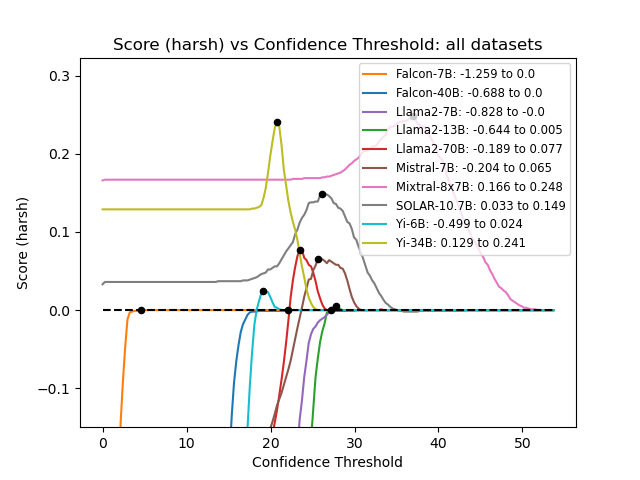 Score (harsh) vs Confidence Threshold: all datasets
Score (harsh)
0.3
0.2
0.1
0.0
−0.1
Falcon-7B: -1.259 to 0.0
Falcon-40B: -0.688 to 0.0
Llama2-7B: -0.828 to -0.0
Llama2-13B: -0.644 to 0.005
Llama2-70B: -0.189 to 0.077
Mistral-7B: -0.204 to 0.065
Mixtral-8x7B: 0.166 to 0.248
SOLAR-10.7B: 0.033 to 0.149
Yi-6B: -0.499 to 0.024
Yi-34B: 0.129 to 0.241
0 10 20 30 40 50
Confidence Threshold